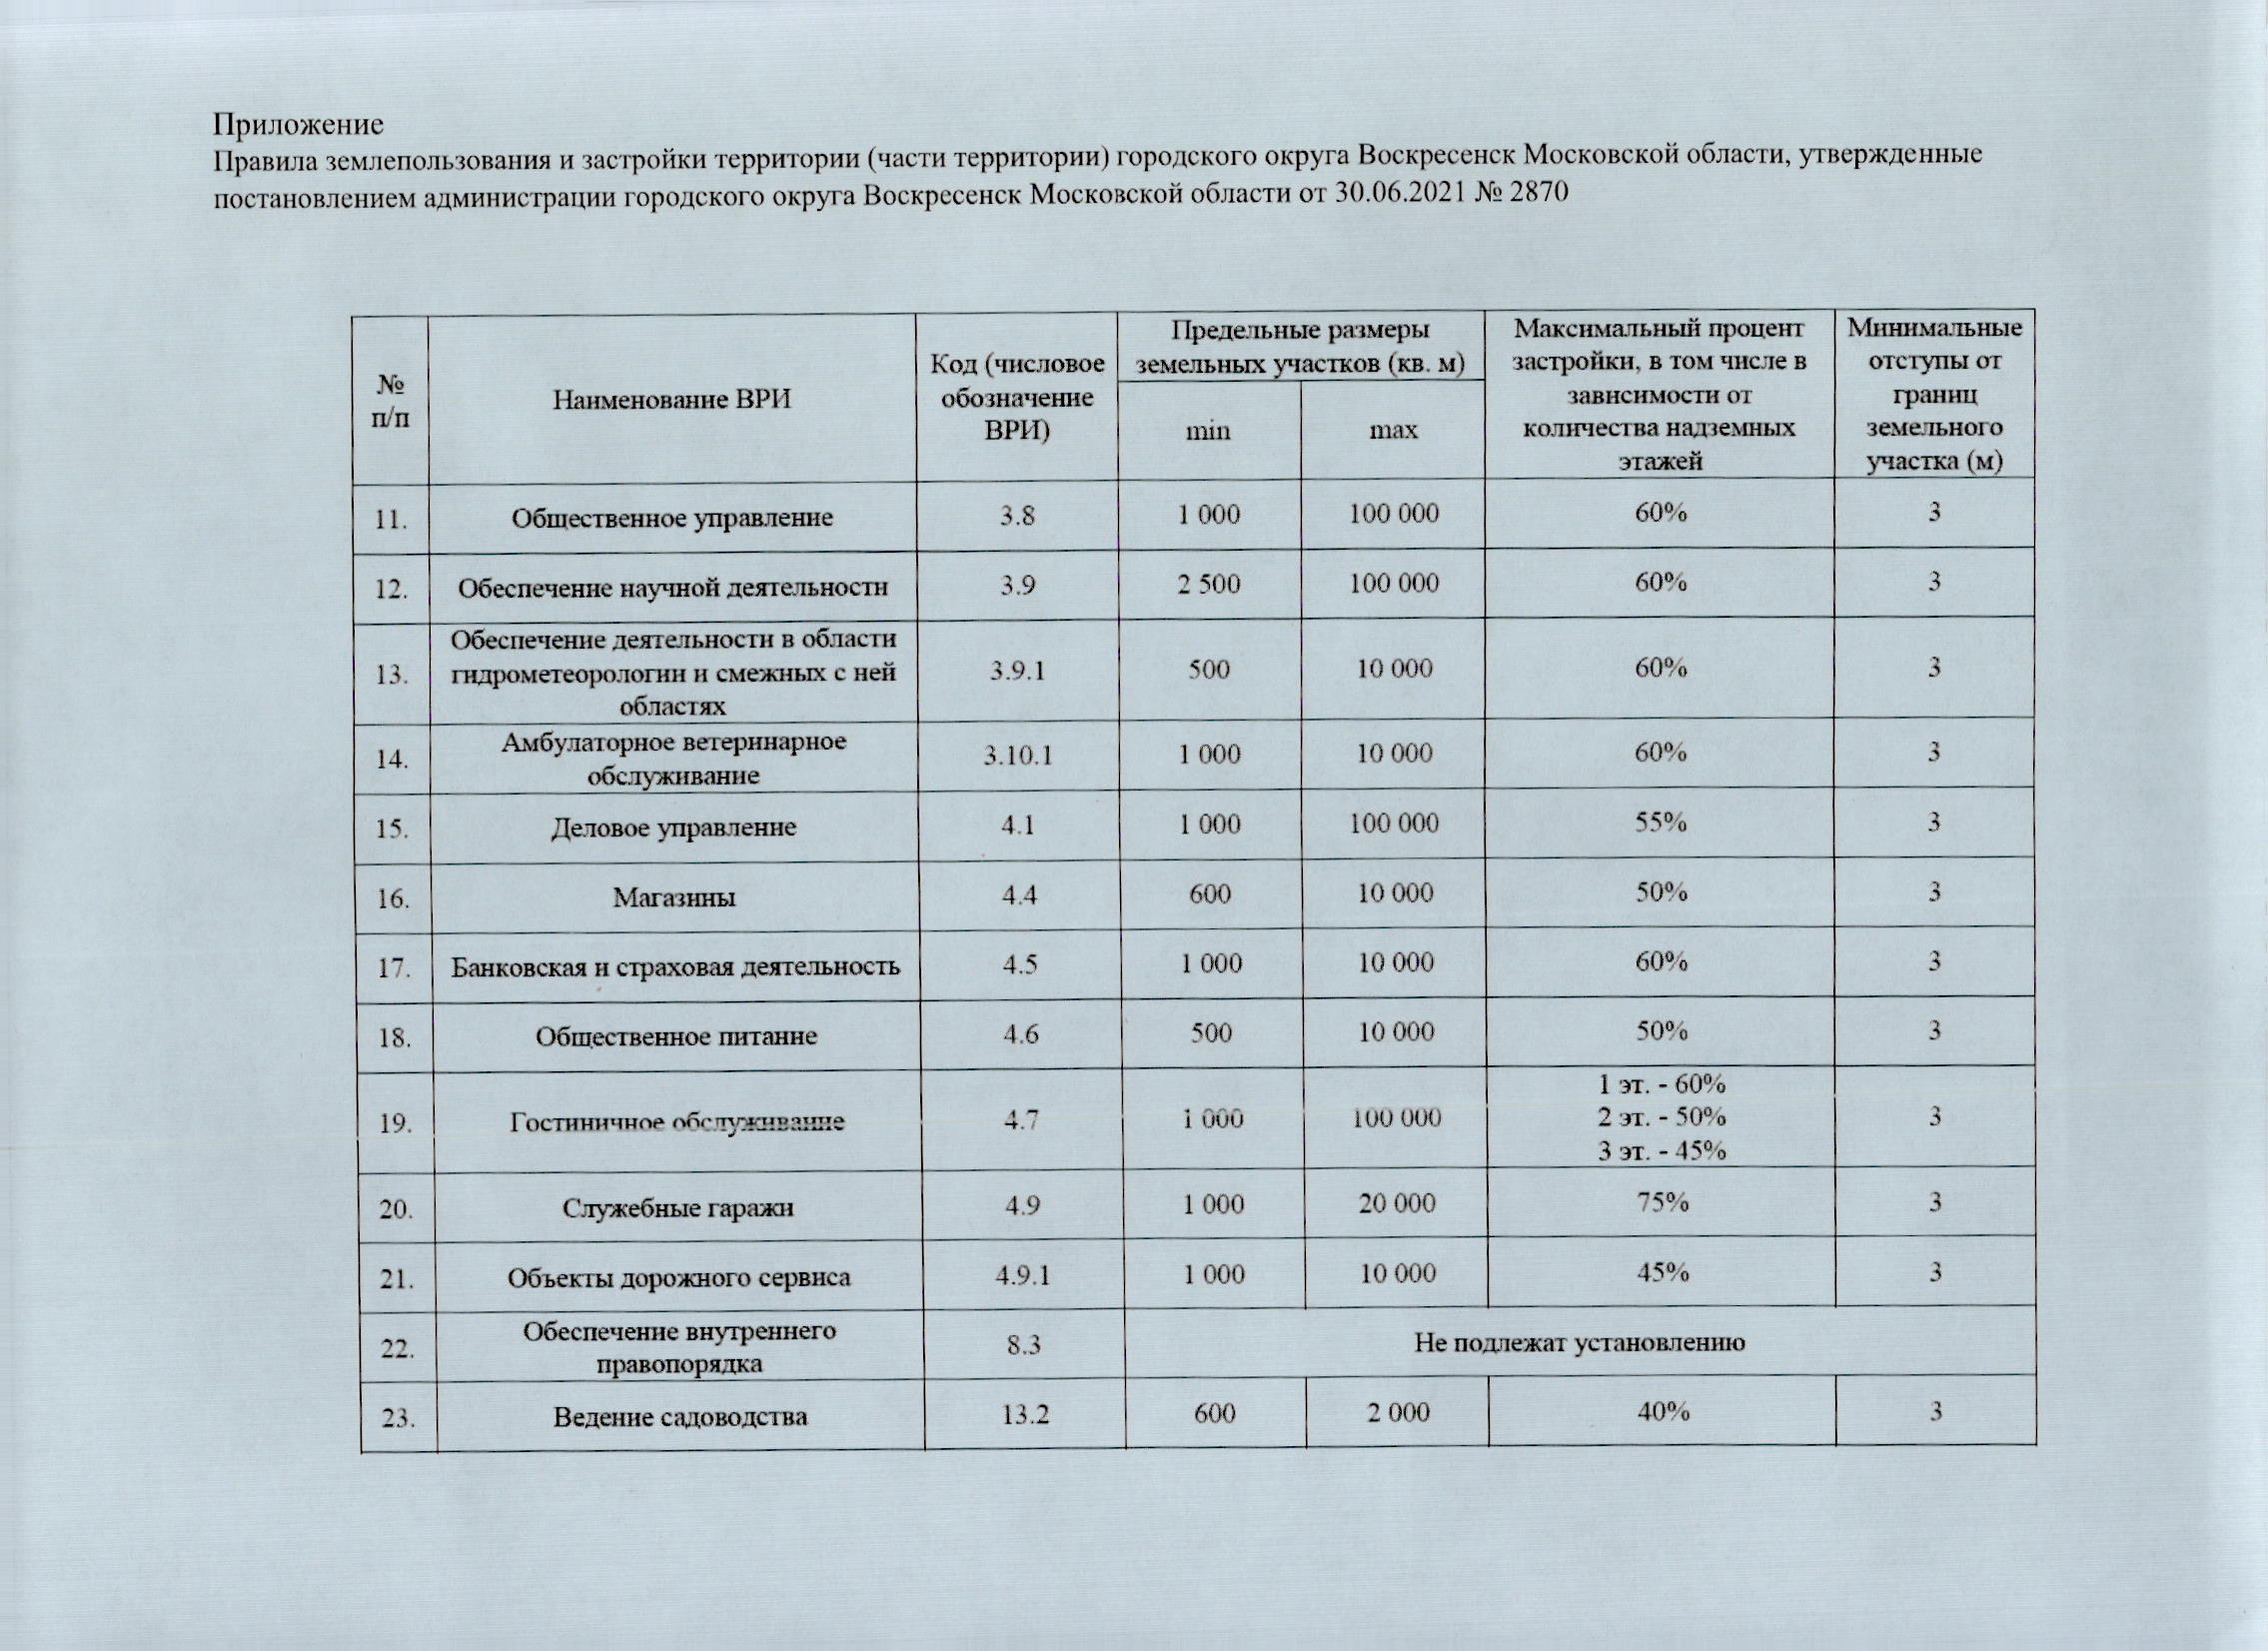 Приложение
Правила землепользования и застройки территории (части территории) городского округа Воскресенск Московской области, утвержденные
постановлением администрации городского округа Воскресенск Московской области от 30.06.2021 № 2870
№
п/п
Наименование ВРИ
Код (числовое
обозначение
ВРИ)
Предельные размеры
земельных участков (кв. м)
min
max
Максимальный процент
застройки, в том числе в
зависимости от
количества надземных
этажей
Минимальные
отступы от
границ
земельного
участка (м)
11. Общественное управление 3.8 1 000 100 000 60% 3
12. Обеспечение научной деятельности 3.9 2 500 100 000 60% 3
13. Обеспечение деятельности в области
гидрометеорологии и смежных с ней
областях
3.9.1 500 10 000 60% 3
14. Амбулаторное ветеринарное
обслуживание
3.10.1 1 000 10 000 60% 3
15. Деловое управление 4.1 1 000 100 000 55% 3
16. Магазины 4.4 600 10 000 50% 3
17. Банковская и страховая деятельность 4.5 1 000 10 000 60% 3
18. Общественное питание 4.6 500 10 000 50% 3
19. Гостиничное обслуживание 4.7 1 000 100 000
1 эт. - 60%
2 эт. - 50%
3 эт. - 45%
3
20. Служебные гаражи 4.9 1 000 20 000 75% 3
21. Объекты дорожного сервиса 4.9.1 1 000 10 000 45% 3
22. Обеспечение внутреннего
правопорядка
8.3 Не подлежат установлению
23. Ведение садоводства 13.2 600 2 000 40% 3